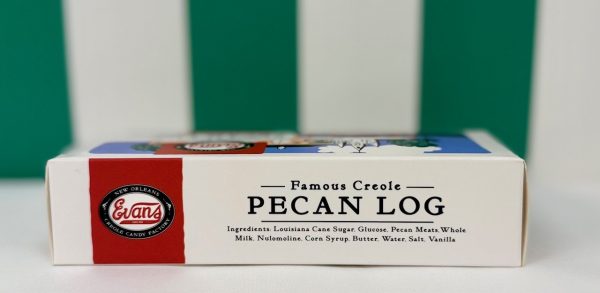 NEW ORLEANS
Evans
CREOLE CANDY FACTORY
Famous Creole
PECAN LOG
Ingredients: Louisiana Cane Sugar, Glucose, Pecan Meats, Whole
Milk, Nulomoline, Corn Syrup, Butter, Water, Salt, Vanilla